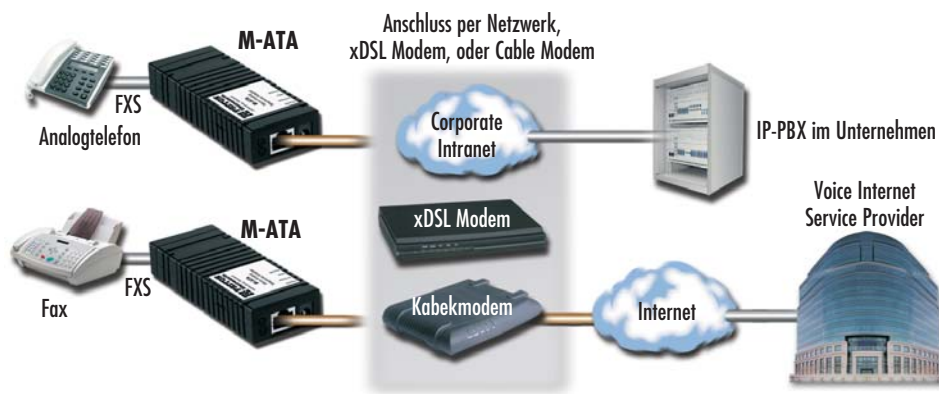 Anschluss per Netzwerk,
xDSL Modem, oder Cable Modem
M-ATA
FXS
Analogtelefon
Corporate
Intranet
IP-PBX im Unternehmen
xDSL Modem
Voice Internet
Service Provider
M-ATA
FXS
Fax
Kabekmodem
Internet